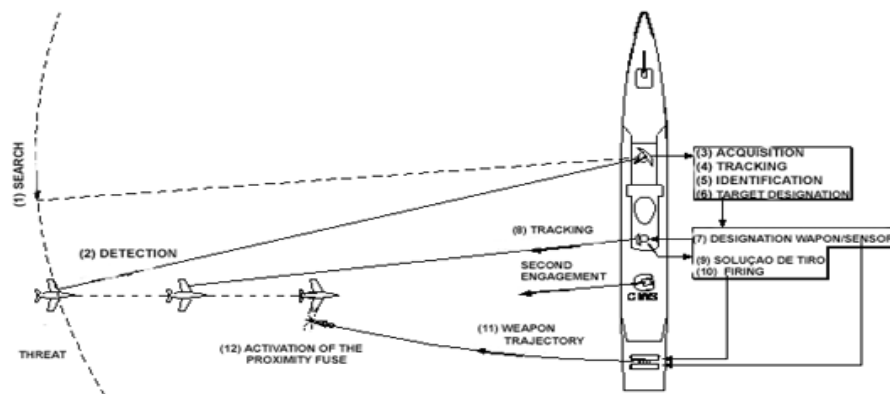 (1) SEARCH
(2) DETECTION
THREAT
(12) ACTIVATION OF THE
PROXIMITY FUSE
(8) TRACKING
SECOND
ENGAGEMENT
CIWS
(11) WEAPON
TRAJECTORY
(3) ACQUISITION
(4) TRACKING
(5) IDENTIFICATION
(6) TARGET DESIGNATION
(7) DESIGNATION WAPON/SENSOR
(9) SOLUÇAO DE TIRO
(10) FIRING